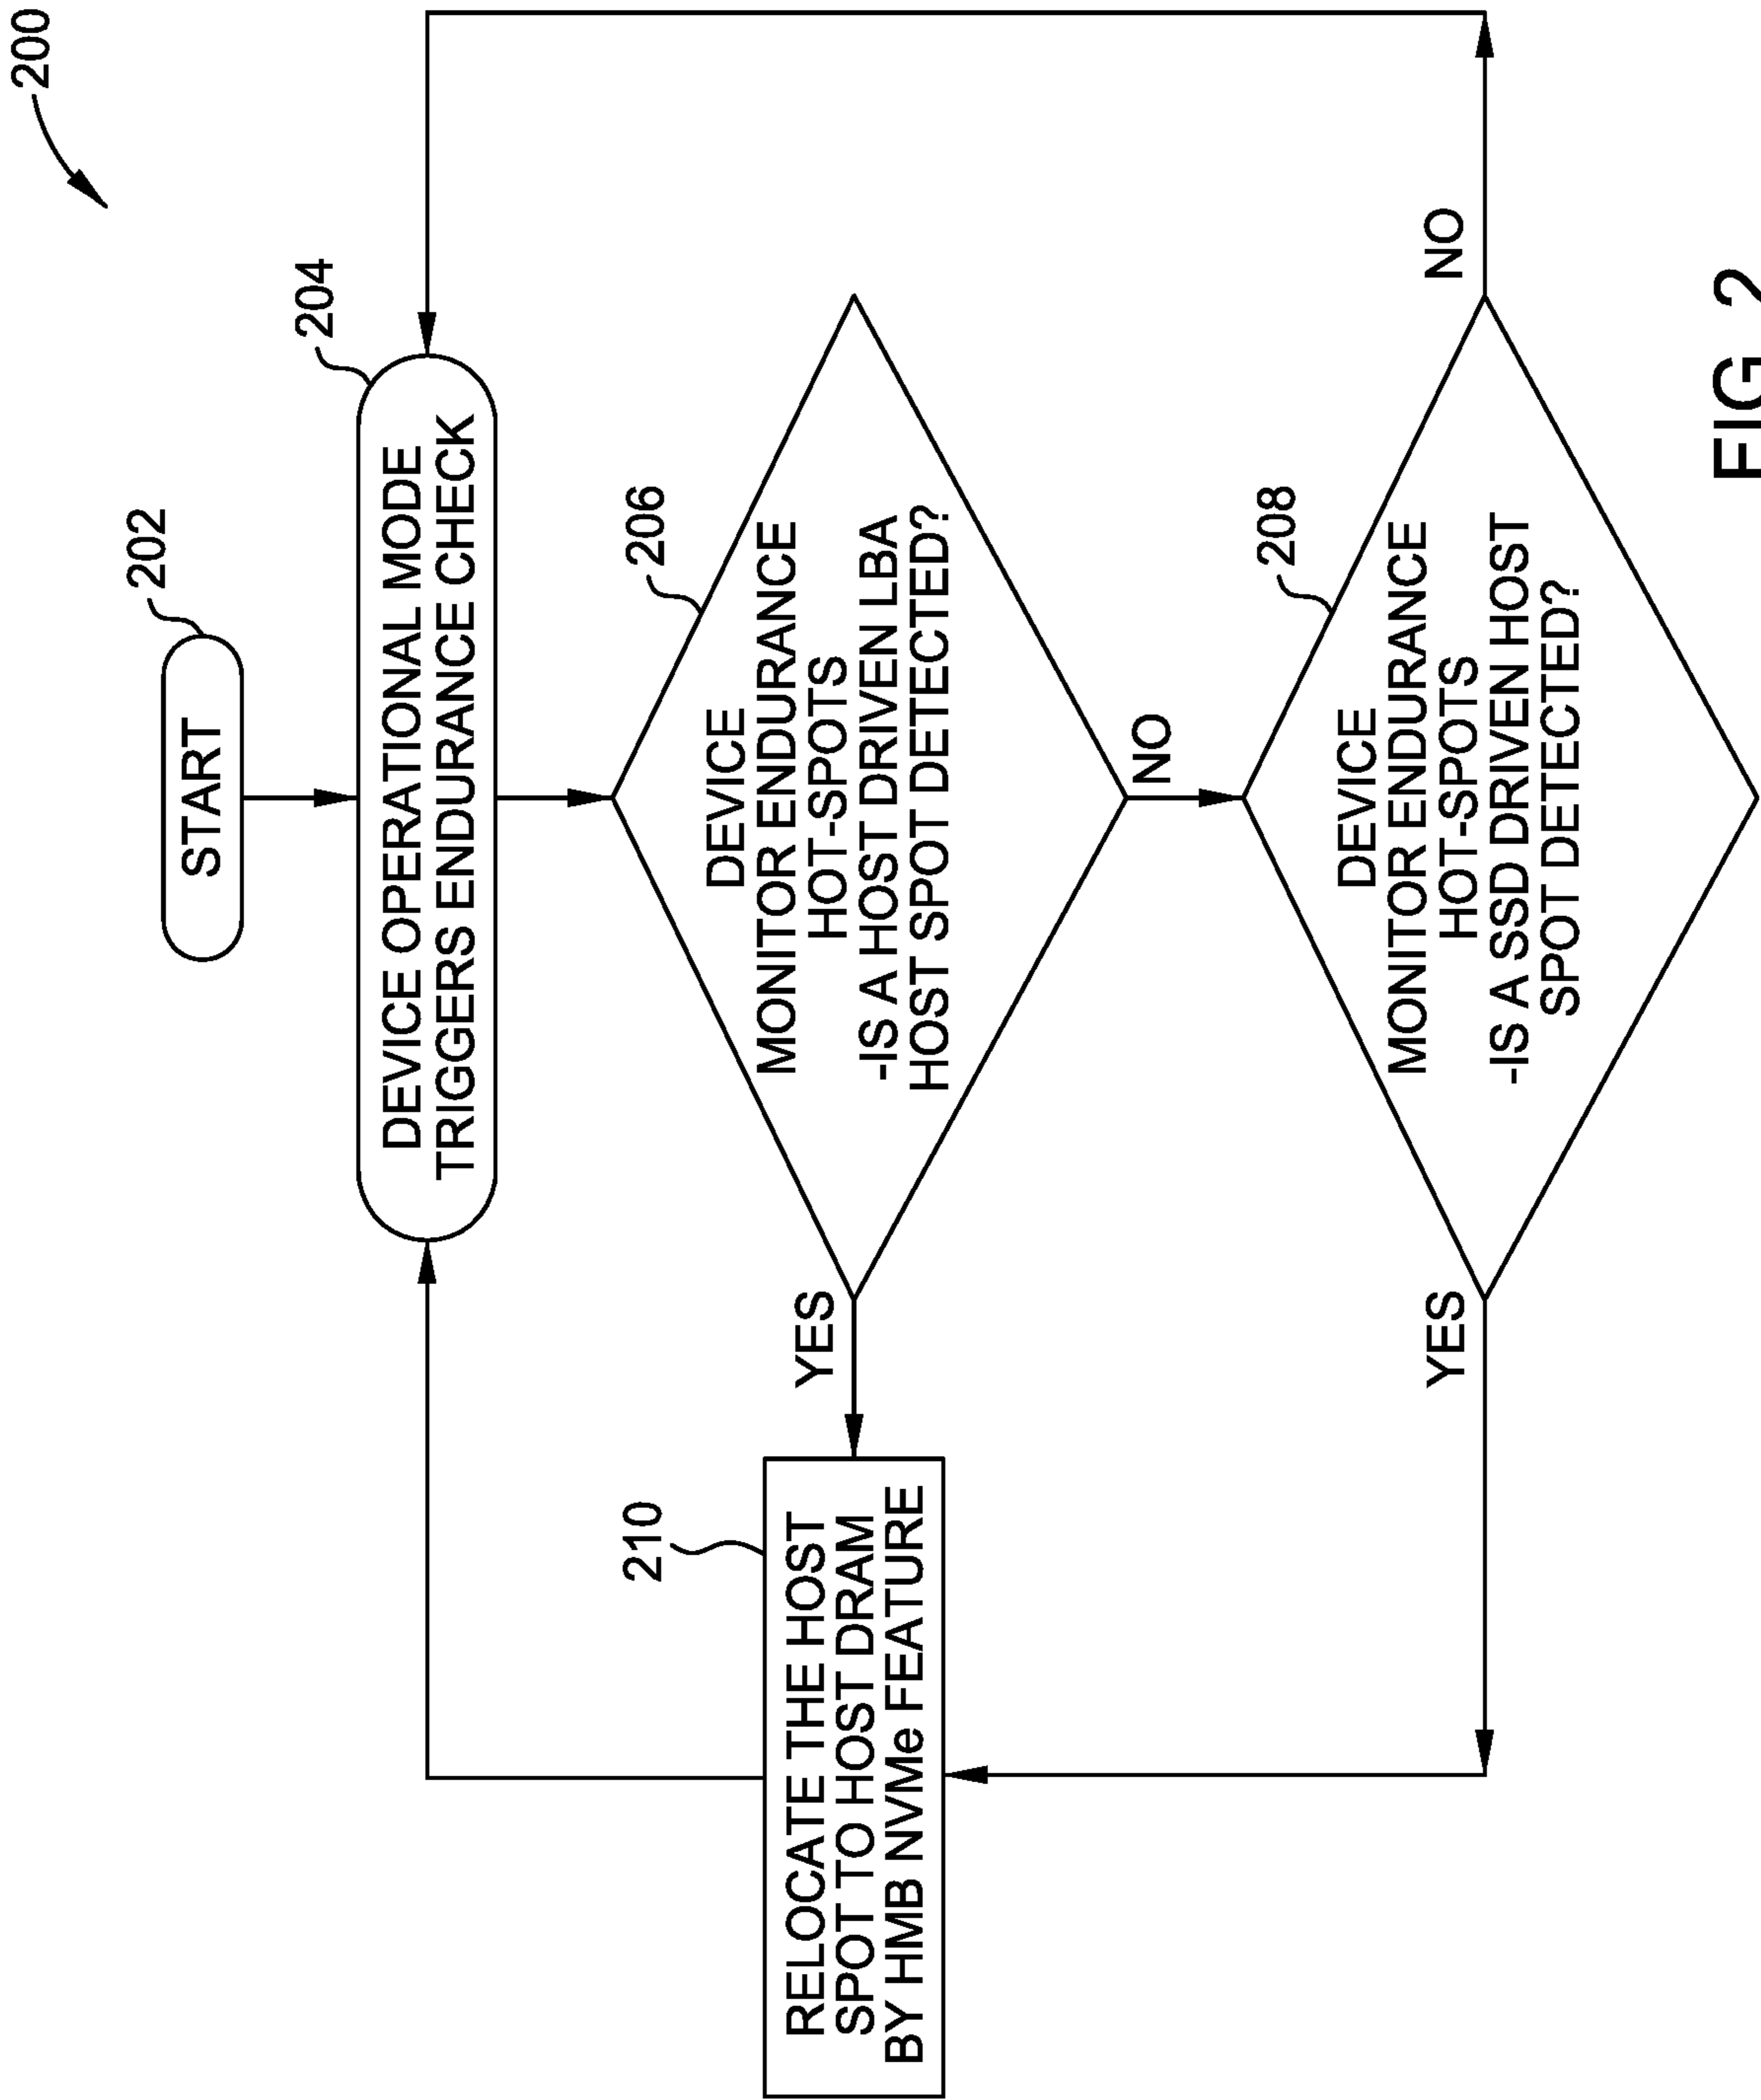 200
202
START
204
DEVICE OPERATIONAL MODE
TRIGGERS ENDURANCE CHECK
206
DEVICE
MONITOR ENDURANCE
HOT-SPOTS
-IS A HOST DRIVEN LBA
HOST SPOT DETECTED?
YES
NO
210
RELOCATE THE HOST
SPOT TO HOST DRAM
BY HMB NVMe FEATURE
208
DEVICE
MONITOR ENDURANCE
HOT-SPOTS
-IS A SSD DRIVEN HOST
SPOT DETECTED?
YES
NO
FIG. 2